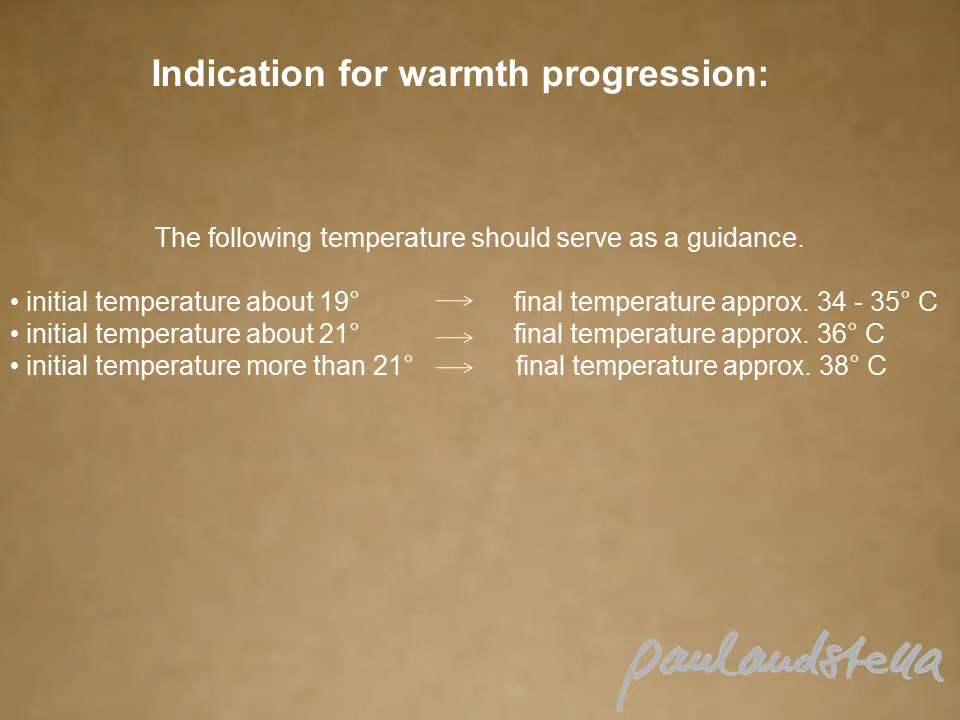 Indication for warmth progression:
The following temperature should serve as a guidance.
• initial temperature about 19° → final temperature approx. 34 - 35° C
• initial temperature about 21° → final temperature approx. 36° C
• initial temperature more than 21° → final temperature approx. 38° C
paulandstella